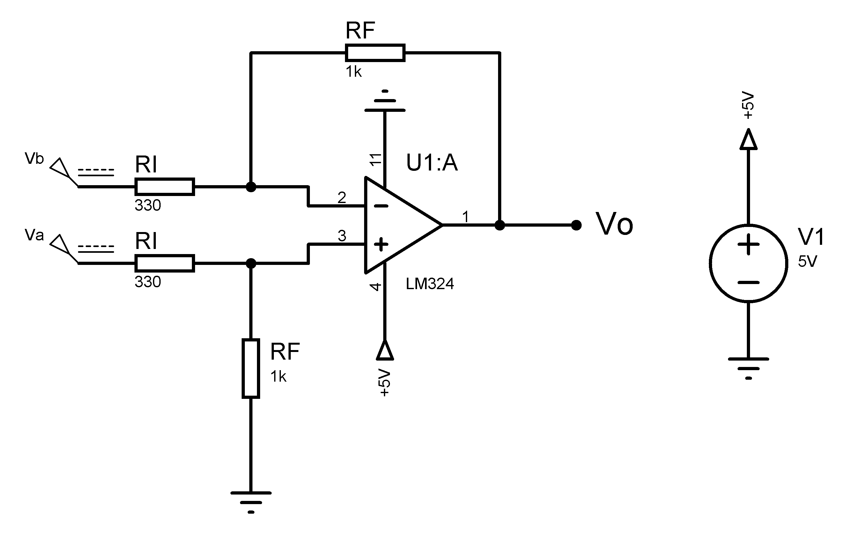 RF
1k
U1:A
11
Vb
RI
330
2
Va
RI
330
3
1
Vo
4
LM324
+5V
RF
1k
+5V
V1
5V